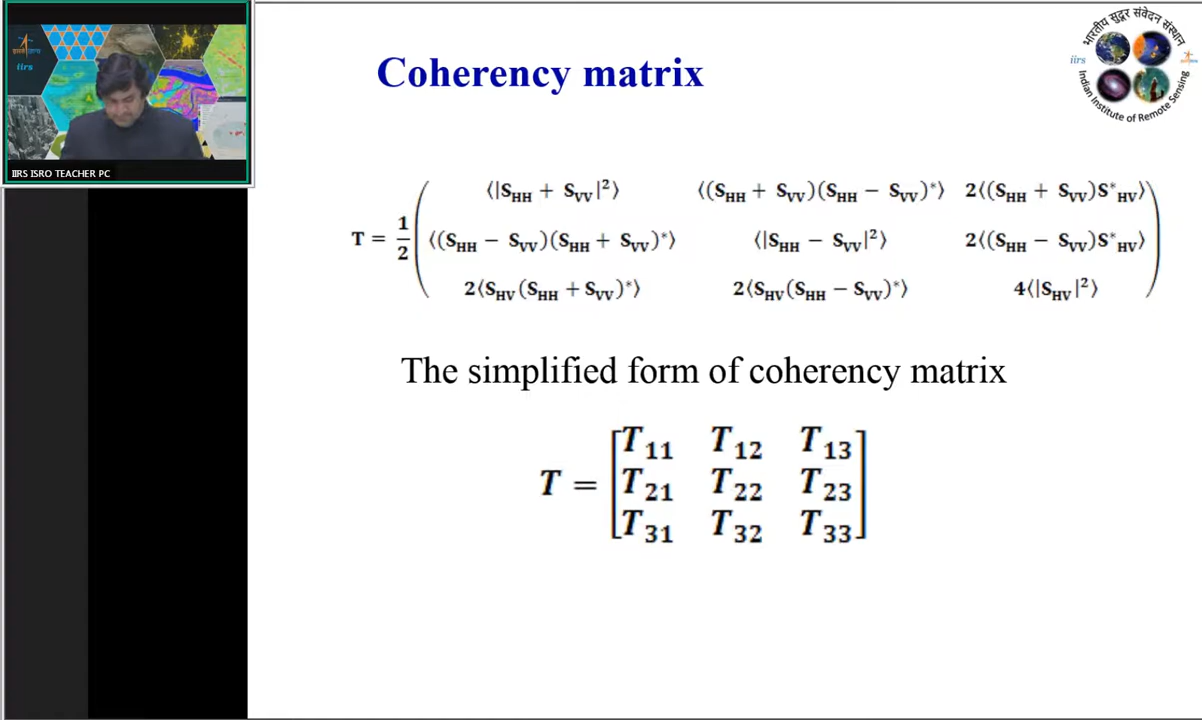 Coherency matrix
भारतीय सुदूर संवेदन संस्थान
iirs
Indian Institute of Remote Sensing
iirs
IIRS ISRO TEACHER PC
T = 1/2 ( ⟨|S_HH + S_VV|²⟩ ⟨(S_HH + S_VV)(S_HH − S_VV)*⟩ 2⟨(S_HH + S_VV)S*_HV⟩
⟨(S_HH − S_VV)(S_HH + S_VV)*⟩ ⟨|S_HH − S_VV|²⟩ 2⟨(S_HH − S_VV)S*_HV⟩
2⟨S_HV(S_HH + S_VV)*⟩ 2⟨S_HV(S_HH − S_VV)*⟩ 4⟨|S_HV|²⟩ )
The simplified form of coherency matrix
T = [ T₁₁ T₁₂ T₁₃
T₂₁ T₂₂ T₂₃
T₃₁ T₃₂ T₃₃ ]